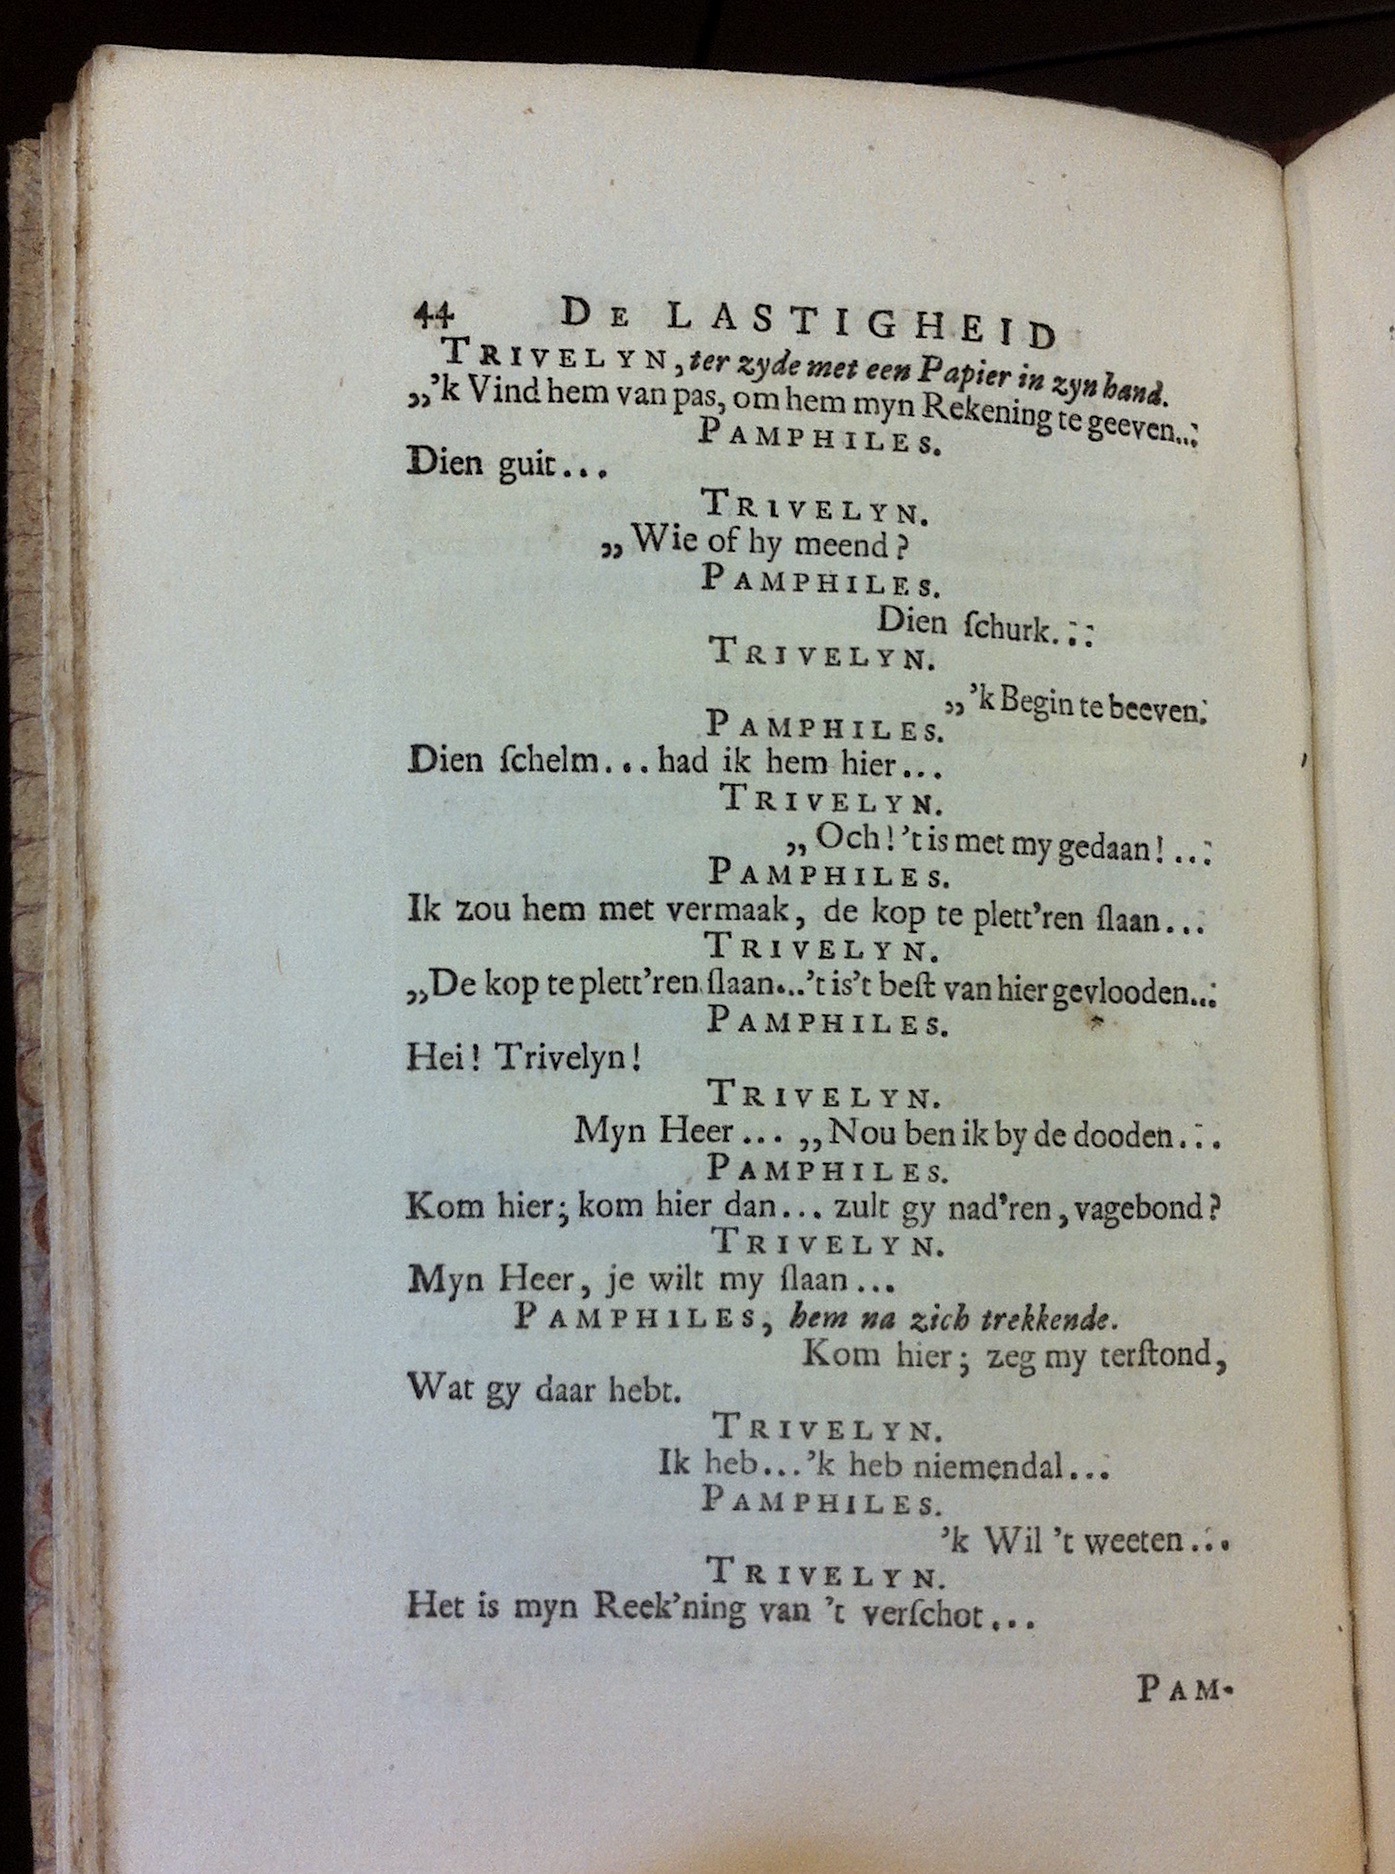 44 DE LASTIGHEID
TRIVELYN, ter zyde met een Papier in zyn hand.
„'k Vind hem van pas, om hem myn Rekening te geeven...
PAMPHILES.
Dien guit...
TRIVELYN.
„Wie of hy meend?
PAMPHILES.
Dien ſchurk...
TRIVELYN.
„'k Begin te beeven.
PAMPHILES.
Dien ſchelm... had ik hem hier...
TRIVELYN.
„Och! 't is met my gedaan!...
PAMPHILES.
Ik zou hem met vermaak, de kop te plett'ren ſlaan...
TRIVELYN.
„De kop te plett'ren ſlaan...'t is 't beſt van hier gevlooden...
PAMPHILES.
Hei! Trivelyn!
TRIVELYN.
Myn Heer... „Nou ben ik by de dooden...
PAMPHILES.
Kom hier; kom hier dan... zult gy nad'ren, vagebond?
TRIVELYN.
Myn Heer, je wilt my ſlaan...
PAMPHILES, hem na zich trekkende.
Kom hier; zeg my terſtond,
Wat gy daar hebt.
TRIVELYN.
Ik heb...'k heb niemendal...
PAMPHILES.
'k Wil 't weeten...
TRIVELYN.
Het is myn Reek'ning van 't verſchot...
PAM-